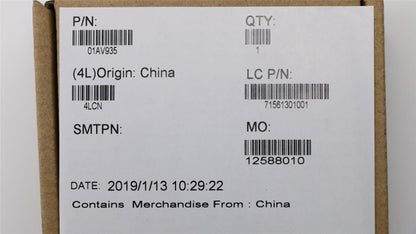 P/N:
01AV935
QTY:
1
(4L)Origin: China
4LCN
LC P/N:
71561301001
SMTPN:
MO:
12588010
DATE: 2019/1/13 10:29:22
Contains Merchandise From : China